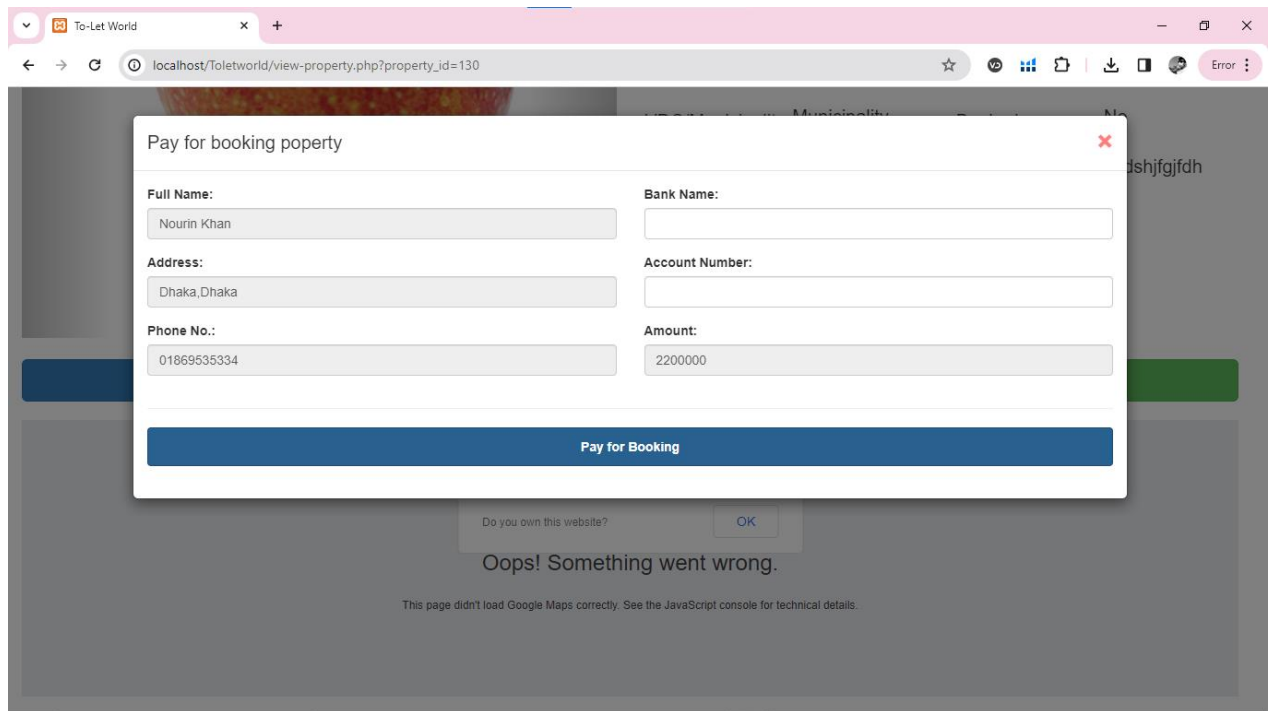 To-Let World
localhost/Toletworld/view-property.php?property_id=130
Error
Municipality
No
Pay for booking poperty
dshjfgjfdh
Full Name:
Bank Name:
Nourin Khan
Address:
Account Number:
Dhaka,Dhaka
Phone No.:
Amount:
01869535334
2200000
Pay for Booking
Do you own this website?
OK
Oops! Something went wrong.
This page didn't load Google Maps correctly. See the JavaScript console for technical details.